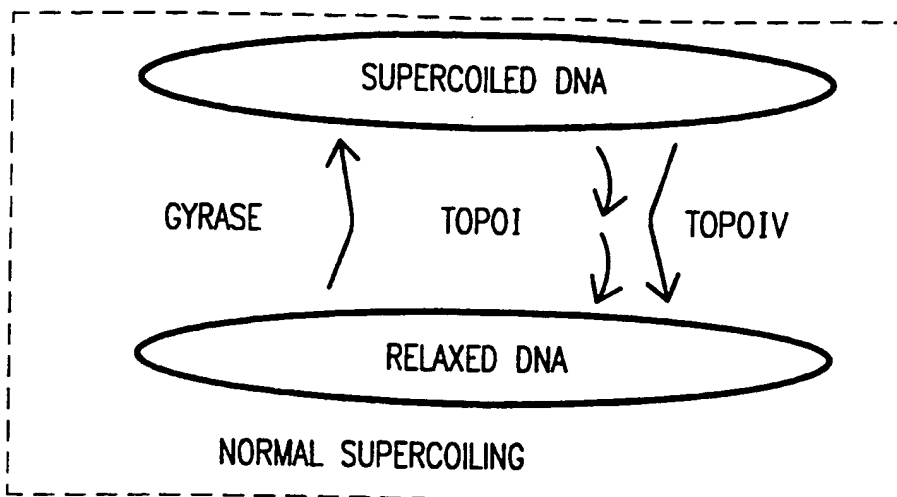 SUPERCOILED DNA
GYRASE TOPOI TOPOIV
RELAXED DNA
NORMAL SUPERCOILING